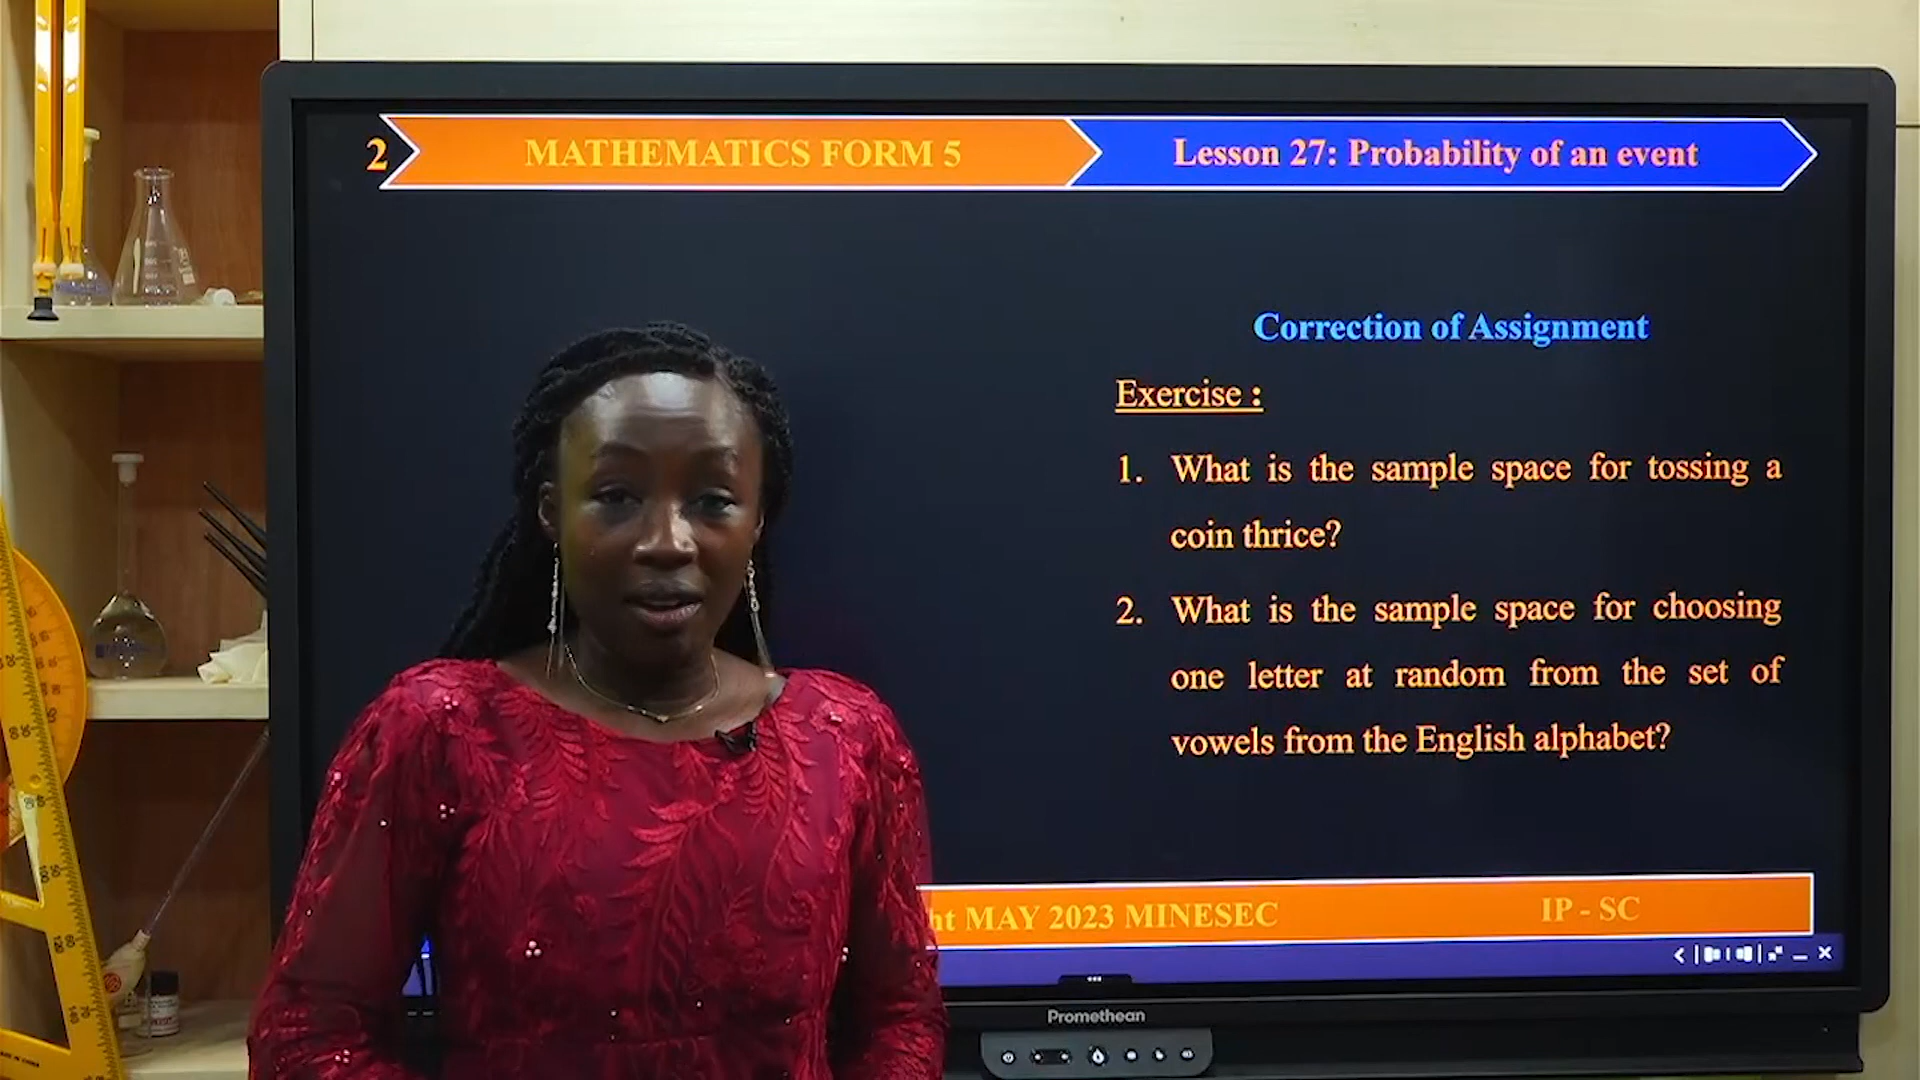 2
MATHEMATICS FORM 5
Lesson 27: Probability of an event
Correction of Assignment
Exercise :
1. What is the sample space for tossing a
coin thrice?
2. What is the sample space for choosing
one letter at random from the set of
vowels from the English alphabet?
MAY 2023 MINESEC
IP - SC
Promethean